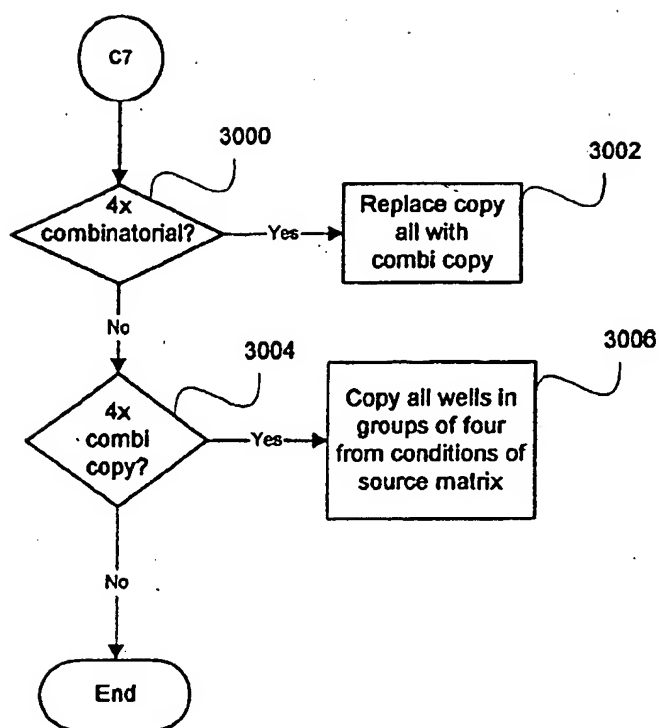 C7
3000
4x
combinatorial?
Yes
Replace copy
all with
combi copy
3002
No
3004
4x
combi
copy?
Yes
Copy all wells in
groups of four
from conditions of
source matrix
3006
No
End